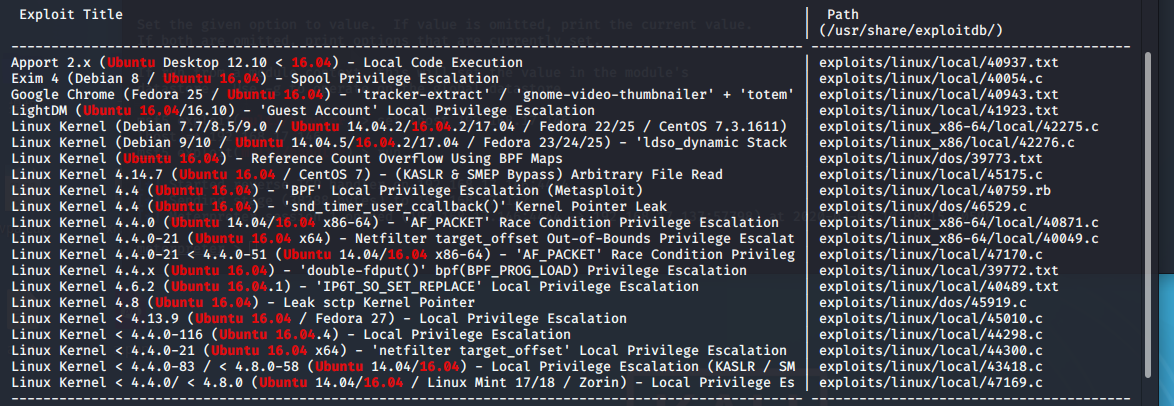 Set the given option to value. If value is omitted, print the current value.
If both are omitted, print options that are currently set.
Exploit Title | Path
(/usr/share/exploitdb/)
Apport 2.x (Ubuntu Desktop 12.10 < 16.04) - Local Code Execution | exploits/linux/local/40937.txt
Exim 4 (Debian 8 / Ubuntu 16.04) - Spool Privilege Escalation | exploits/linux/local/40054.c
Google Chrome (Fedora 25 / Ubuntu 16.04) - 'tracker-extract' / 'gnome-video-thumbnailer' + 'totem' | exploits/linux/local/40943.txt
LightDM (Ubuntu 16.04/16.10) - 'Guest Account' Local Privilege Escalation | exploits/linux/local/41923.txt
Linux Kernel (Debian 7.7/8.5/9.0 / Ubuntu 14.04.2/16.04.2/17.04 / Fedora 22/25 / CentOS 7.3.1611) | exploits/linux_x86-64/local/42275.c
Linux Kernel (Debian 9/10 / Ubuntu 14.04.5/16.04.2/17.04 / Fedora 23/24/25) - 'ldso_dynamic Stack | exploits/linux_x86/local/42276.c
Linux Kernel (Ubuntu 16.04) - Reference Count Overflow Using BPF Maps | exploits/linux/dos/39773.txt
Linux Kernel 4.14.7 (Ubuntu 16.04 / CentOS 7) - (KASLR & SMEP Bypass) Arbitrary File Read | exploits/linux/local/45175.c
Linux Kernel 4.4 (Ubuntu 16.04) - 'BPF' Local Privilege Escalation (Metasploit) | exploits/linux/local/40759.rb
Linux Kernel 4.4 (Ubuntu 16.04) - 'snd_timer_user_ccallback()' Kernel Pointer Leak | exploits/linux/dos/46529.c
Linux Kernel 4.4.0 (Ubuntu 14.04/16.04 x86-64) - 'AF_PACKET' Race Condition Privilege Escalation | exploits/linux_x86-64/local/40871.c
Linux Kernel 4.4.0-21 (Ubuntu 16.04 x64) - Netfilter target_offset Out-of-Bounds Privilege Escalat | exploits/linux_x86-64/local/40049.c
Linux Kernel 4.4.0-21 < 4.4.0-51 (Ubuntu 14.04/16.04 x86-64) - 'AF_PACKET' Race Condition Privileg | exploits/linux/local/47170.c
Linux Kernel 4.4.x (Ubuntu 16.04) - 'double-fdput()' bpf(BPF_PROG_LOAD) Privilege Escalation | exploits/linux/local/39772.txt
Linux Kernel 4.6.2 (Ubuntu 16.04.1) - 'IP6T_SO_SET_REPLACE' Local Privilege Escalation | exploits/linux/local/40489.txt
Linux Kernel 4.8 (Ubuntu 16.04) - Leak sctp Kernel Pointer | exploits/linux/dos/45919.c
Linux Kernel < 4.13.9 (Ubuntu 16.04 / Fedora 27) - Local Privilege Escalation | exploits/linux/local/45010.c
Linux Kernel < 4.4.0-116 (Ubuntu 16.04.4) - Local Privilege Escalation | exploits/linux/local/44298.c
Linux Kernel < 4.4.0-21 (Ubuntu 16.04 x64) - 'netfilter target_offset' Local Privilege Escalation | exploits/linux/local/44300.c
Linux Kernel < 4.4.0-83 / < 4.8.0-58 (Ubuntu 14.04/16.04) - Local Privilege Escalation (KASLR / SM | exploits/linux/local/43418.c
Linux Kernel < 4.4.0/ < 4.8.0 (Ubuntu 14.04/16.04 / Linux Mint 17/18 / Zorin) - Local Privilege Es | exploits/linux/local/47169.c